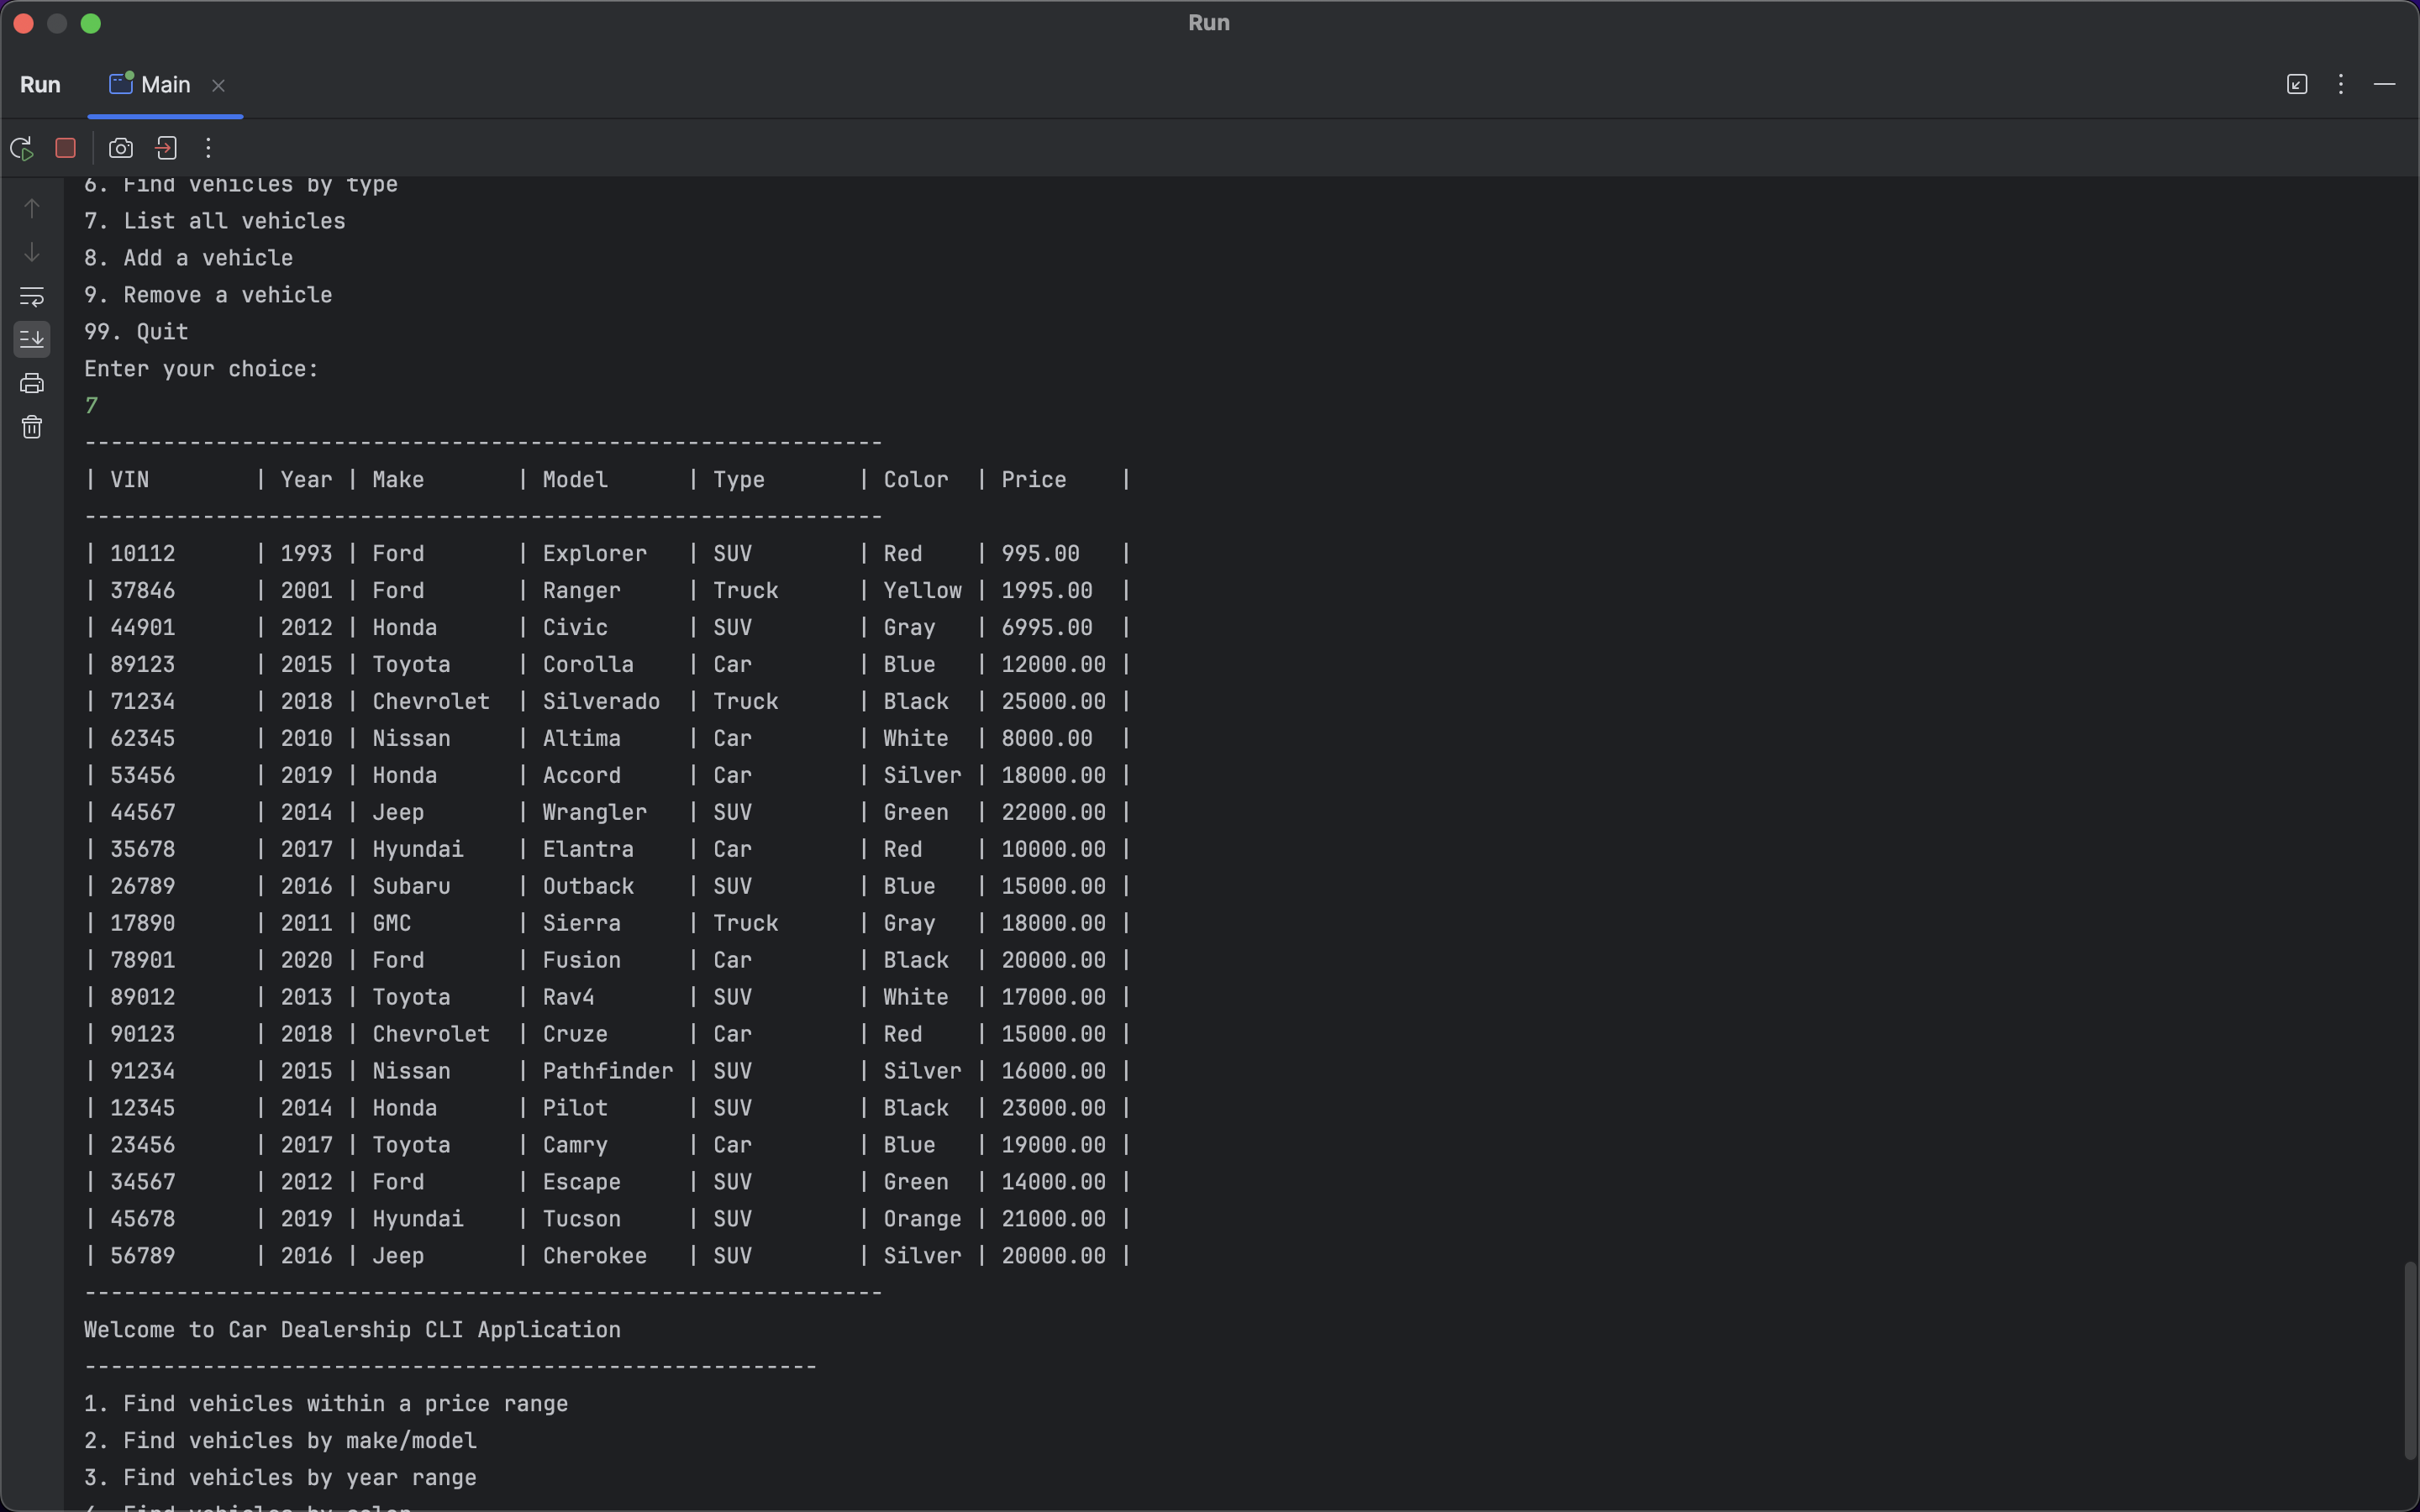 Run
Run Main
6. Find vehicles by type
7. List all vehicles
8. Add a vehicle
9. Remove a vehicle
99. Quit
Enter your choice:
7
-------------------------------------------------------------
| VIN        | Year | Make       | Model      | Type       | Color  | Price    |
-------------------------------------------------------------
| 10112      | 1993 | Ford       | Explorer   | SUV        | Red    | 995.00   |
| 37846      | 2001 | Ford       | Ranger     | Truck      | Yellow | 1995.00  |
| 44901      | 2012 | Honda      | Civic      | SUV        | Gray   | 6995.00  |
| 89123      | 2015 | Toyota     | Corolla    | Car        | Blue   | 12000.00 |
| 71234      | 2018 | Chevrolet  | Silverado  | Truck      | Black  | 25000.00 |
| 62345      | 2010 | Nissan     | Altima     | Car        | White  | 8000.00  |
| 53456      | 2019 | Honda      | Accord     | Car        | Silver | 18000.00 |
| 44567      | 2014 | Jeep       | Wrangler   | SUV        | Green  | 22000.00 |
| 35678      | 2017 | Hyundai    | Elantra    | Car        | Red    | 10000.00 |
| 26789      | 2016 | Subaru     | Outback    | SUV        | Blue   | 15000.00 |
| 17890      | 2011 | GMC        | Sierra     | Truck      | Gray   | 18000.00 |
| 78901      | 2020 | Ford       | Fusion     | Car        | Black  | 20000.00 |
| 89012      | 2013 | Toyota     | Rav4       | SUV        | White  | 17000.00 |
| 90123      | 2018 | Chevrolet  | Cruze      | Car        | Red    | 15000.00 |
| 91234      | 2015 | Nissan     | Pathfinder | SUV        | Silver | 16000.00 |
| 12345      | 2014 | Honda      | Pilot      | SUV        | Black  | 23000.00 |
| 23456      | 2017 | Toyota     | Camry      | Car        | Blue   | 19000.00 |
| 34567      | 2012 | Ford       | Escape     | SUV        | Green  | 14000.00 |
| 45678      | 2019 | Hyundai    | Tucson     | SUV        | Orange | 21000.00 |
| 56789      | 2016 | Jeep       | Cherokee   | SUV        | Silver | 20000.00 |
-------------------------------------------------------------
Welcome to Car Dealership CLI Application
--------------------------------------------------------
1. Find vehicles within a price range
2. Find vehicles by make/model
3. Find vehicles by year range